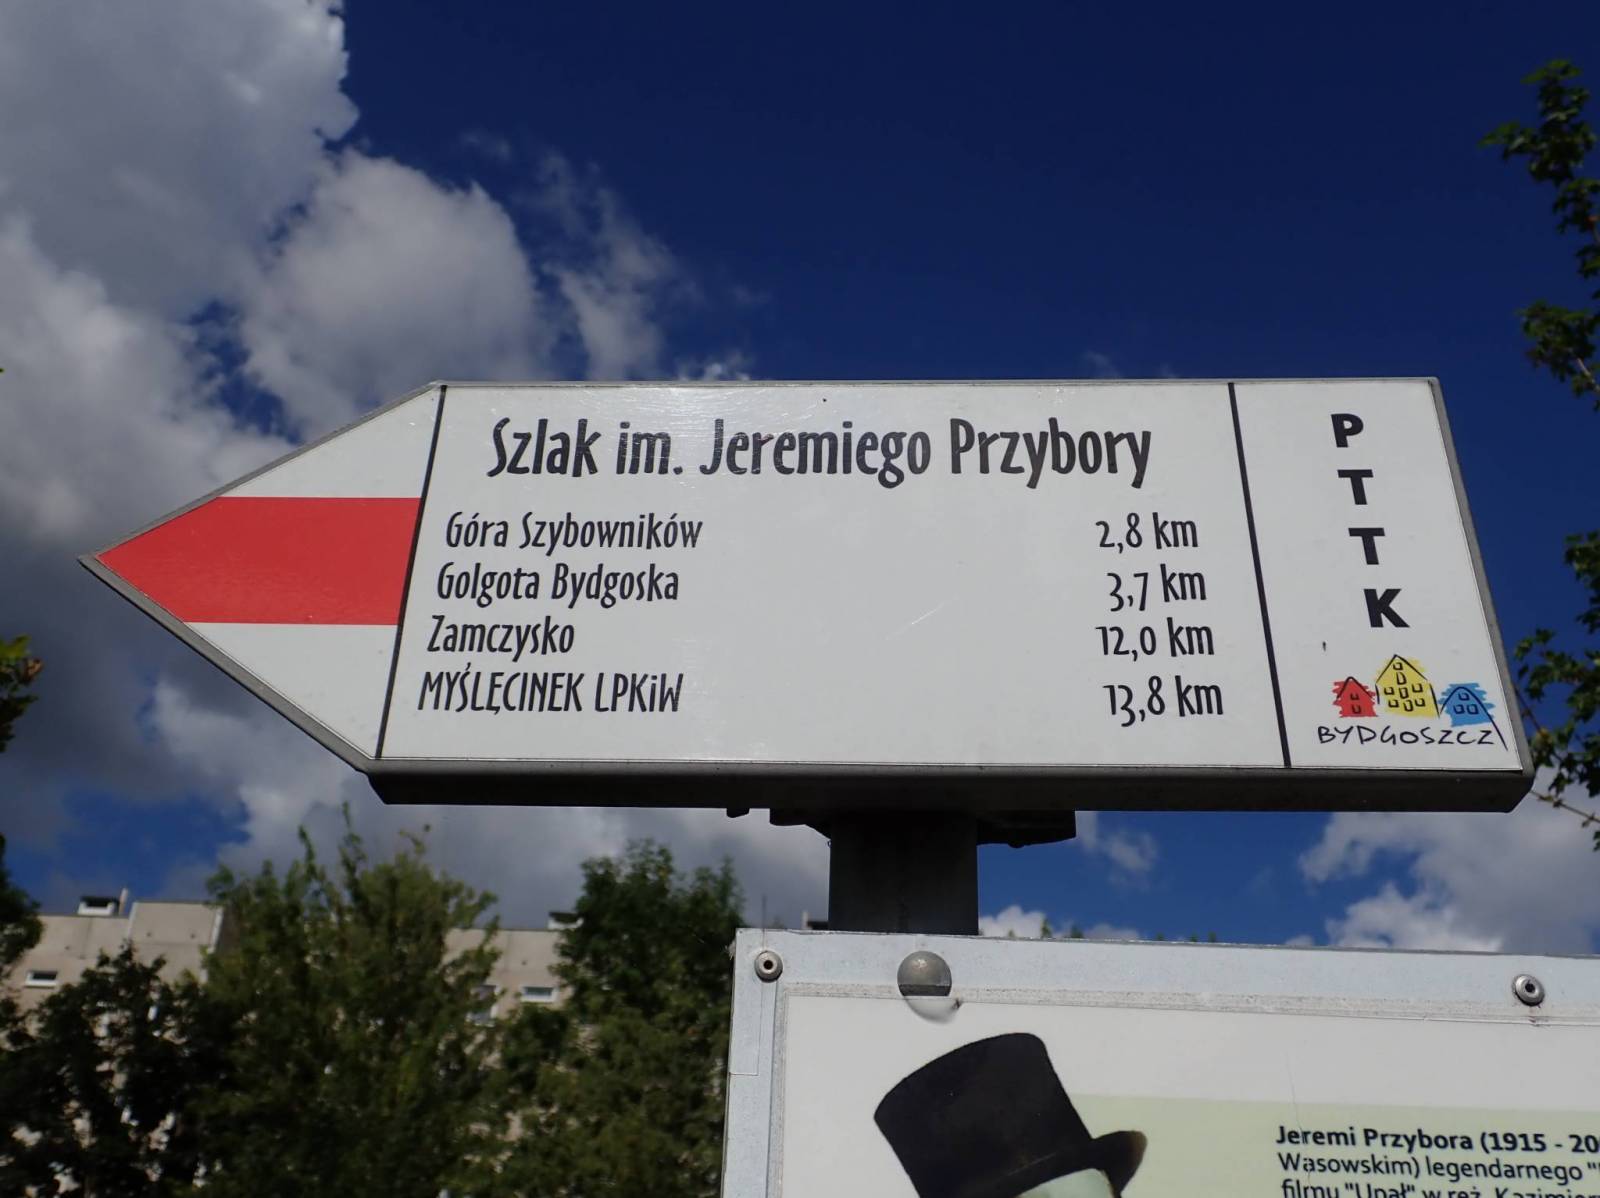 Szlak im. Jeremiego Przybory
Góra Szybowników 2,8 km
Golgota Bydgoska 3,7 km
Zamczysko 12,0 km
MYŚLĘCINEK LPKiW 13,8 km
PTTK
BYDGOSZCZ
Jeremi Przybora (1915 - 20
Wasowskim) legendarnego "
filmu "Upał" w reż. Kazimier